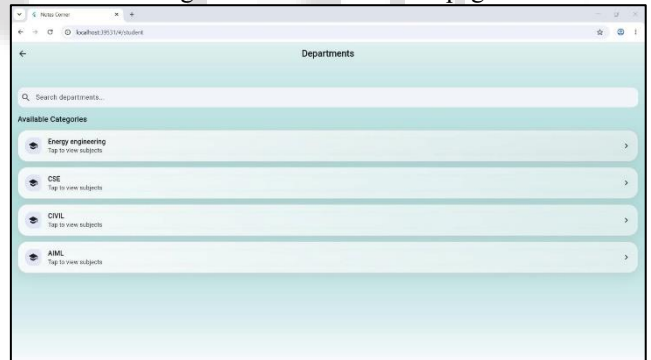 Notes Corner
localhost:39531/#/student
Departments
Search departments...
Available Categories
Energy engineering
Tap to view subjects
CSE
Tap to view subjects
CIVIL
Tap to view subjects
AIML
Tap to view subjects